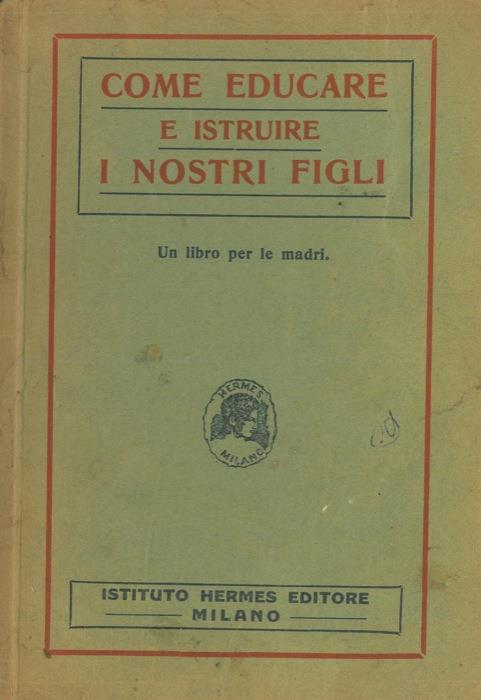 COME EDUCARE
E ISTRUIRE
I NOSTRI FIGLI
Un libro per le madri.
HERMES
MILANO
ISTITUTO HERMES EDITORE
MILANO